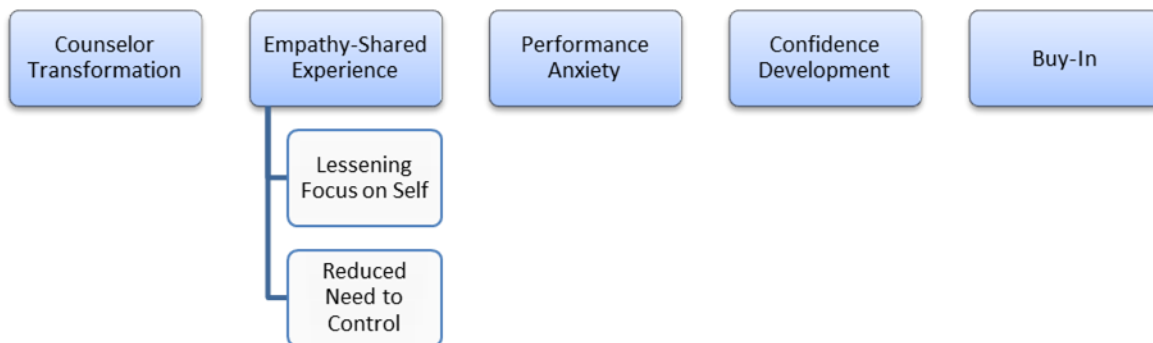 Counselor
Transformation
Empathy-Shared
Experience
Performance
Anxiety
Confidence
Development
Buy-In
Lessening
Focus on Self
Reduced
Need to
Control